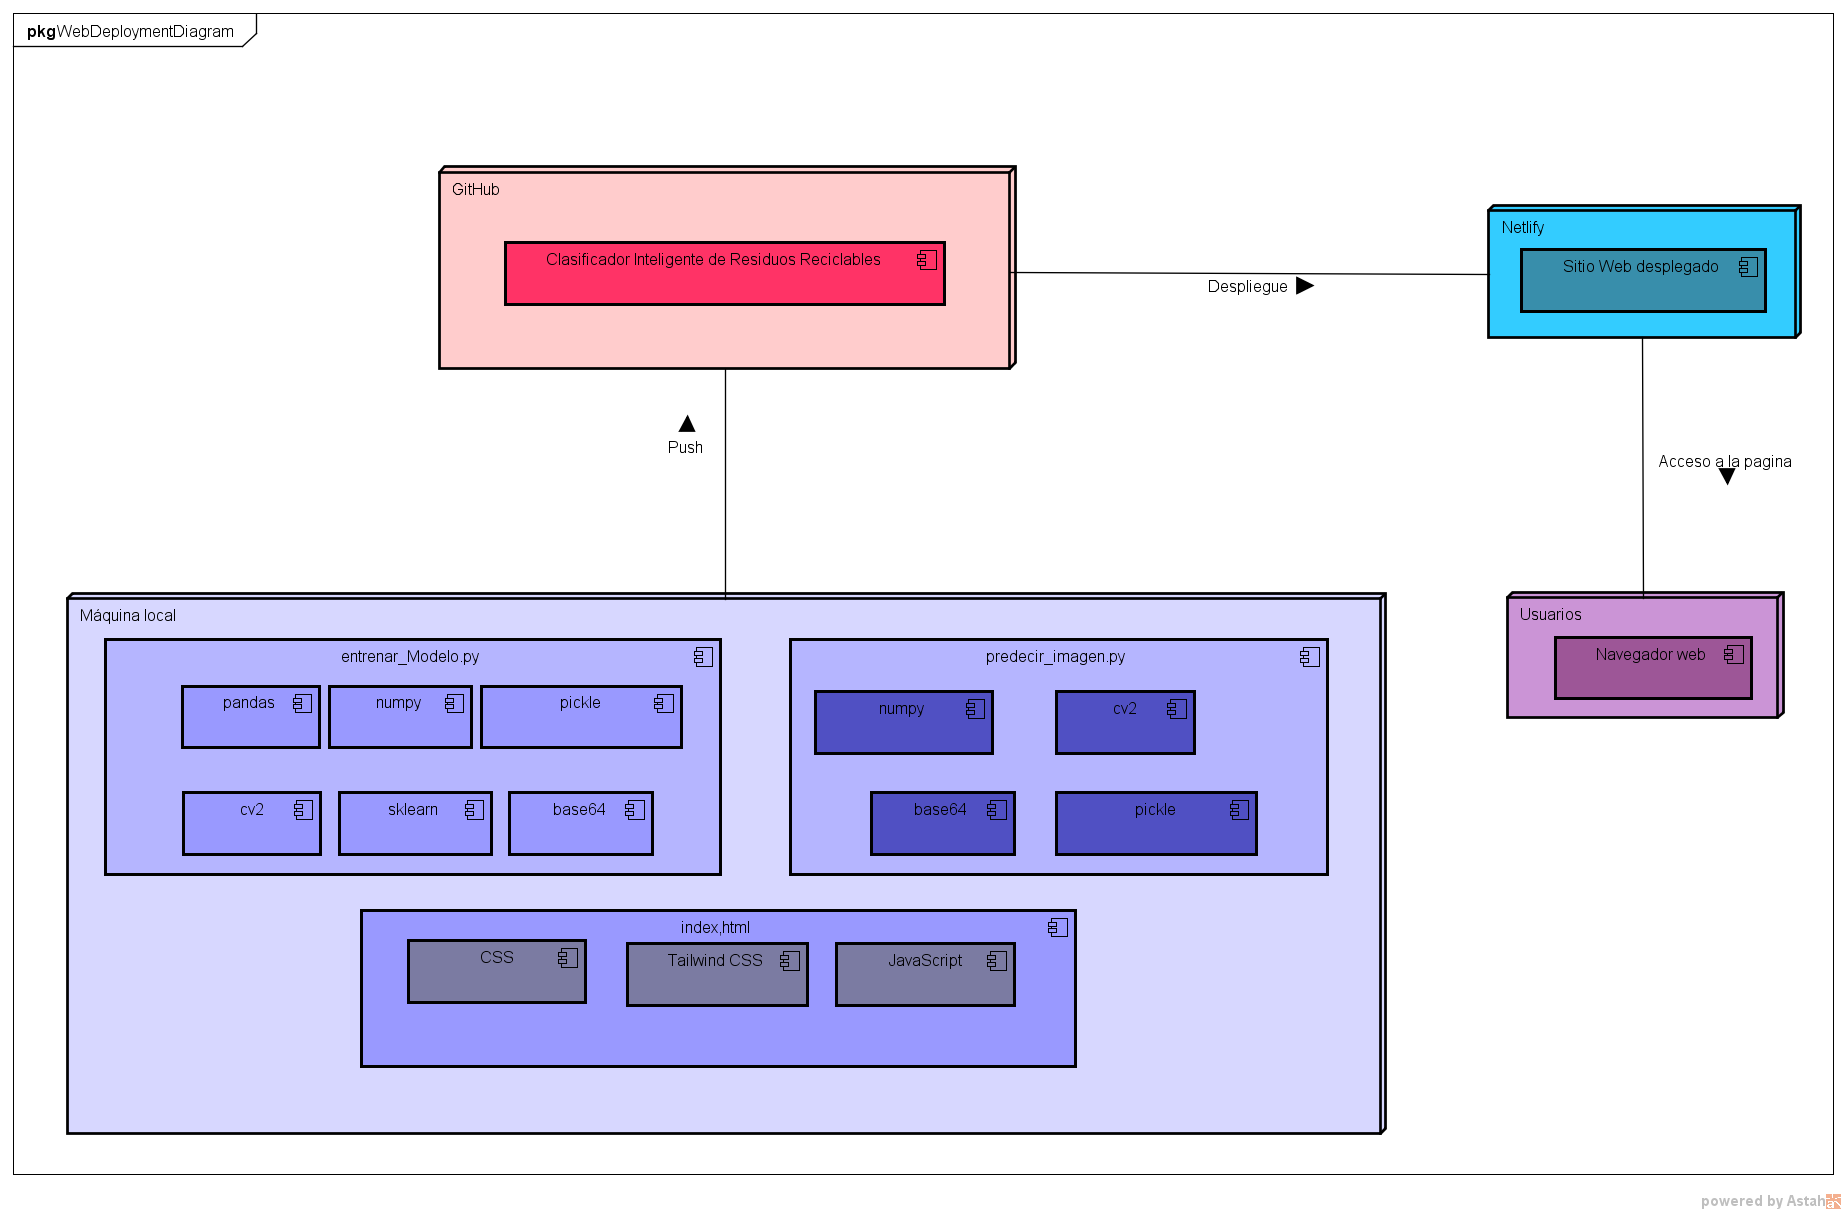 pkgWebDeploymentDiagram
GitHub
Clasificador Inteligente de Residuos Reciclables
Netlify
Sitio Web desplegado
Despliegue
Push
Acceso a la pagina
Máquina local
entrenar_Modelo.py
pandas
numpy
pickle
cv2
sklearn
base64
predecir_imagen.py
numpy
cv2
base64
pickle
index,html
CSS
Tailwind CSS
JavaScript
Usuarios
Navegador web
powered by Astah